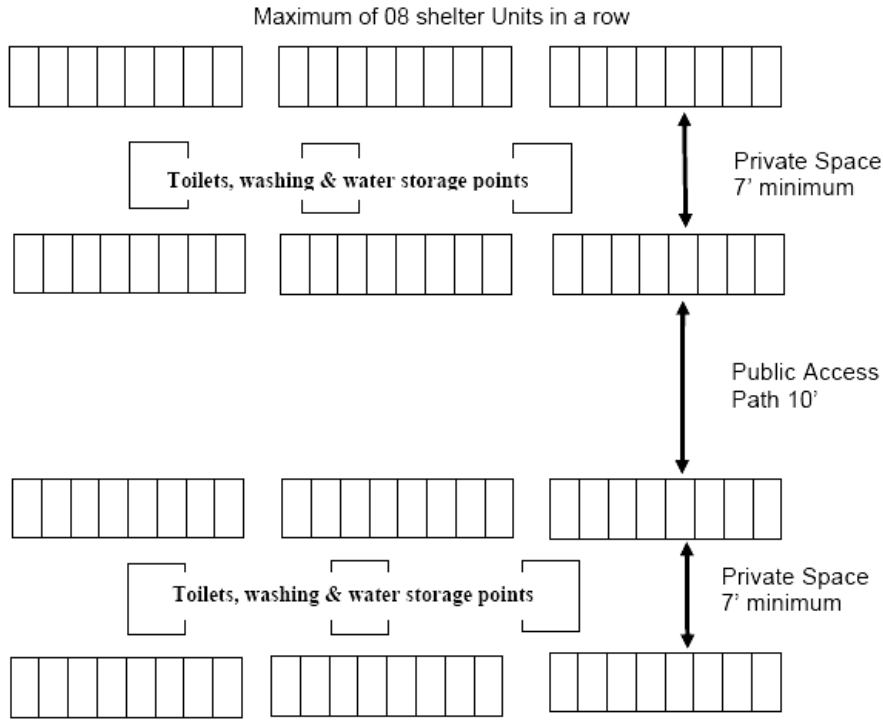 Maximum of 08 shelter Units in a row
Toilets, washing & water storage points
Private Space
7’ minimum
Public Access
Path 10’
Toilets, washing & water storage points
Private Space
7’ minimum